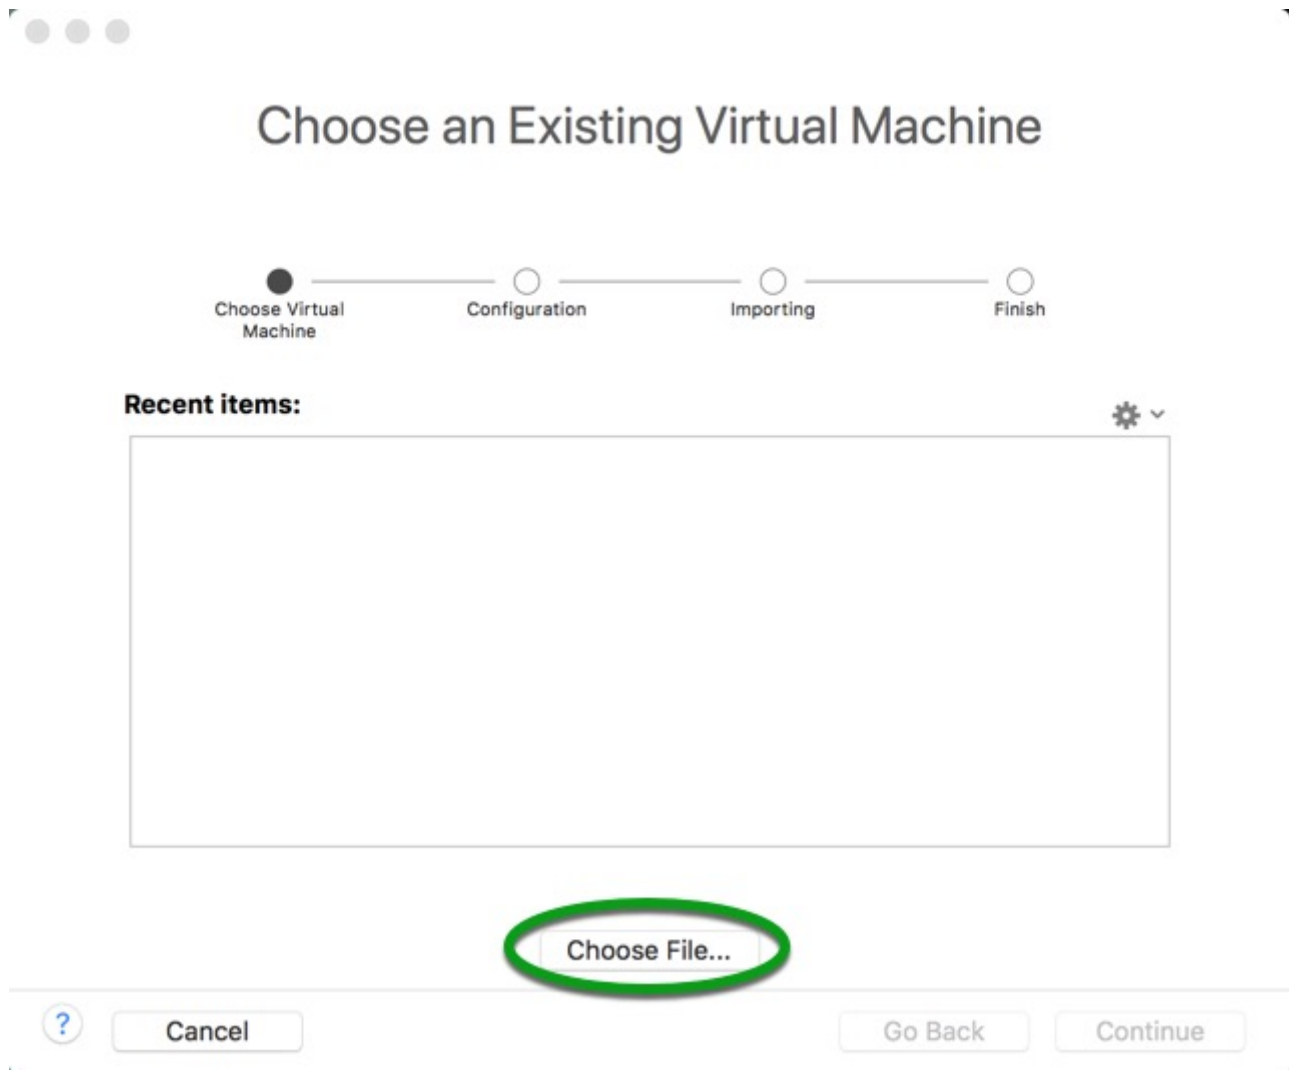 Choose an Existing Virtual Machine
Choose Virtual
Machine
Configuration
Importing
Finish
Recent items:
Choose File...
?
Cancel
Go Back
Continue